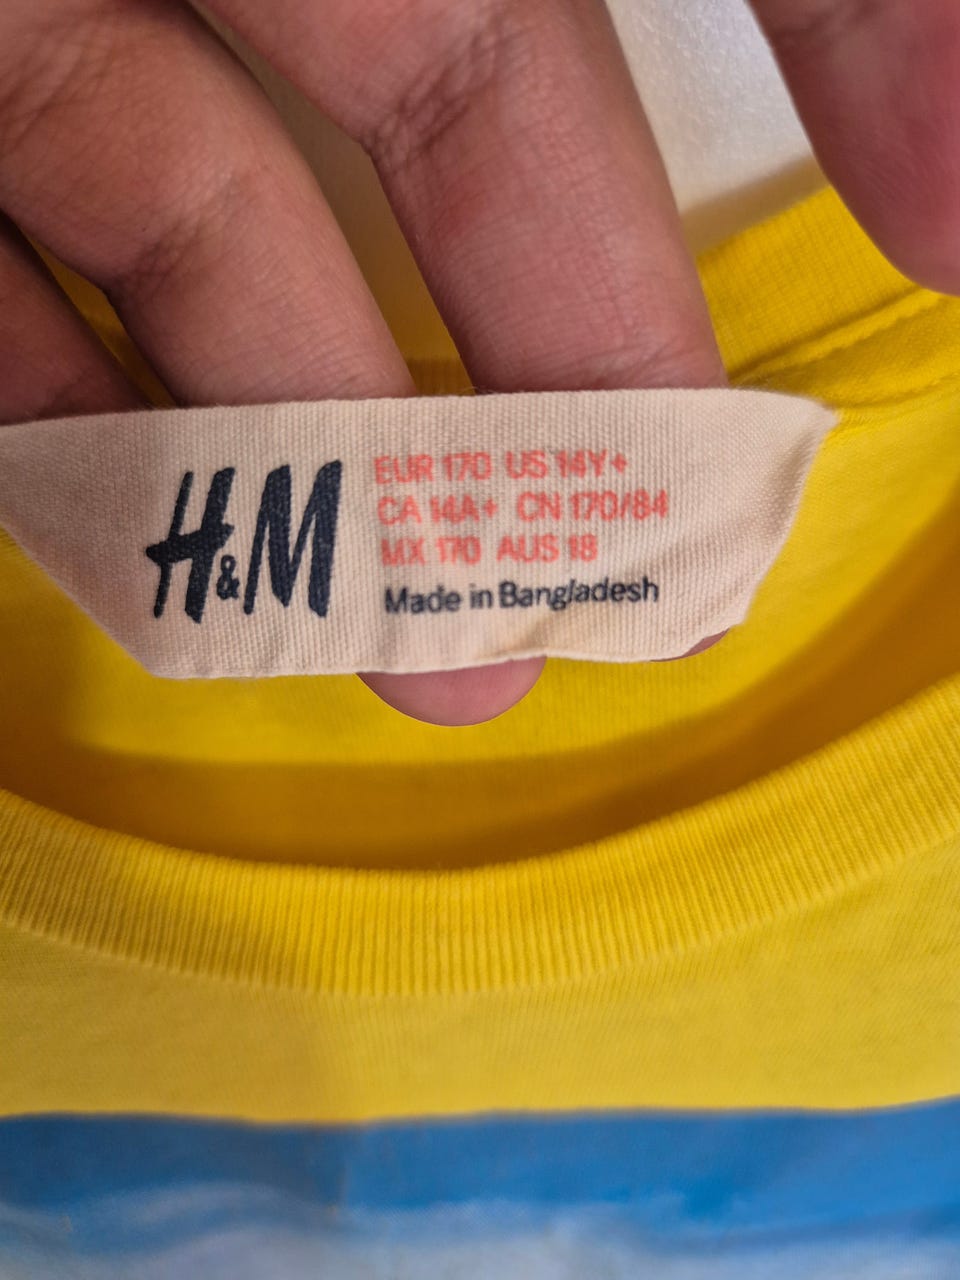 H&M
EUR 170 US 14Y+
CA 14A+ CN 170/84
MX 170 AUS 18
Made in Bangladesh